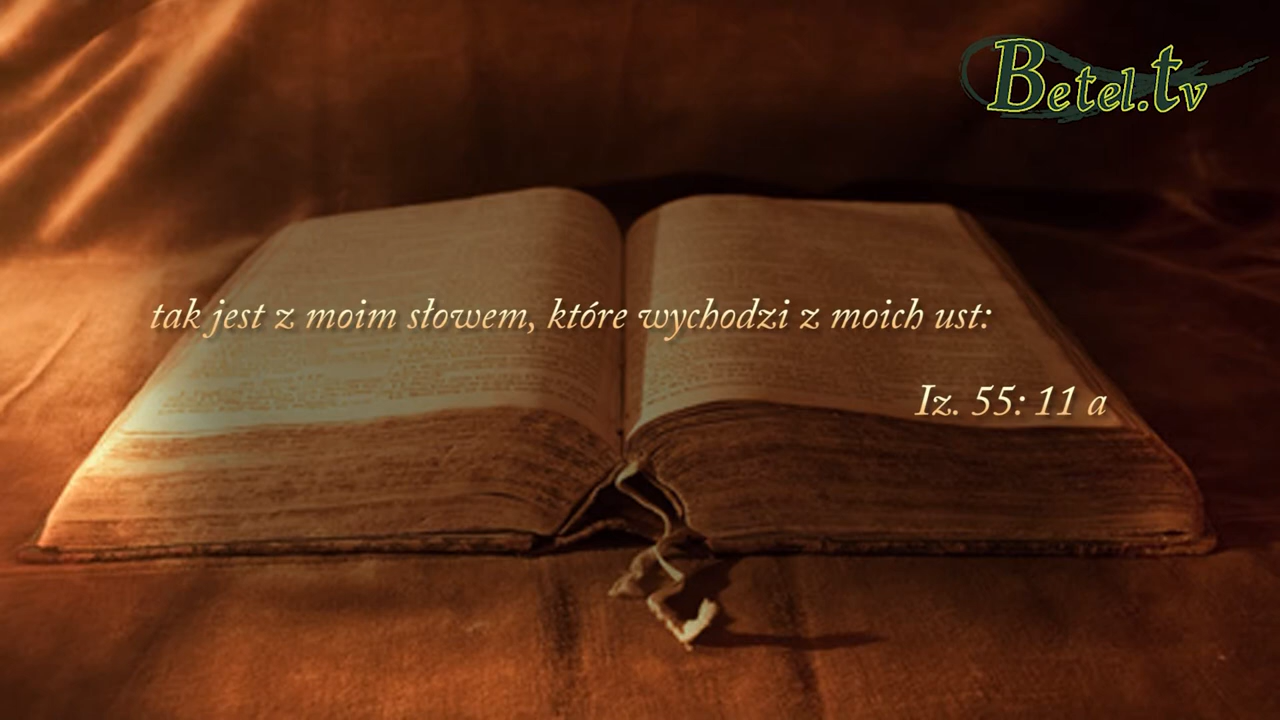 Betel.tv
tak jest z moim słowem, które wychodzi z moich ust:
Iz. 55: 11 a